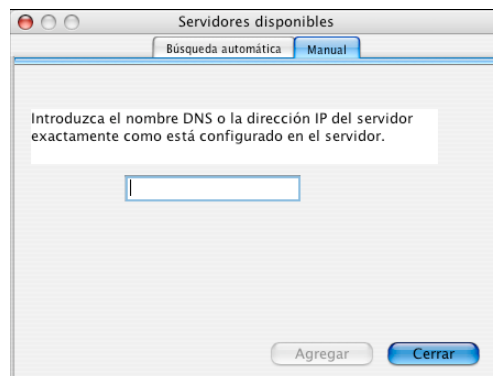 Servidores disponibles
Búsqueda automática Manual
Introduzca el nombre DNS o la dirección IP del servidor
exactamente como está configurado en el servidor.
Agregar Cerrar